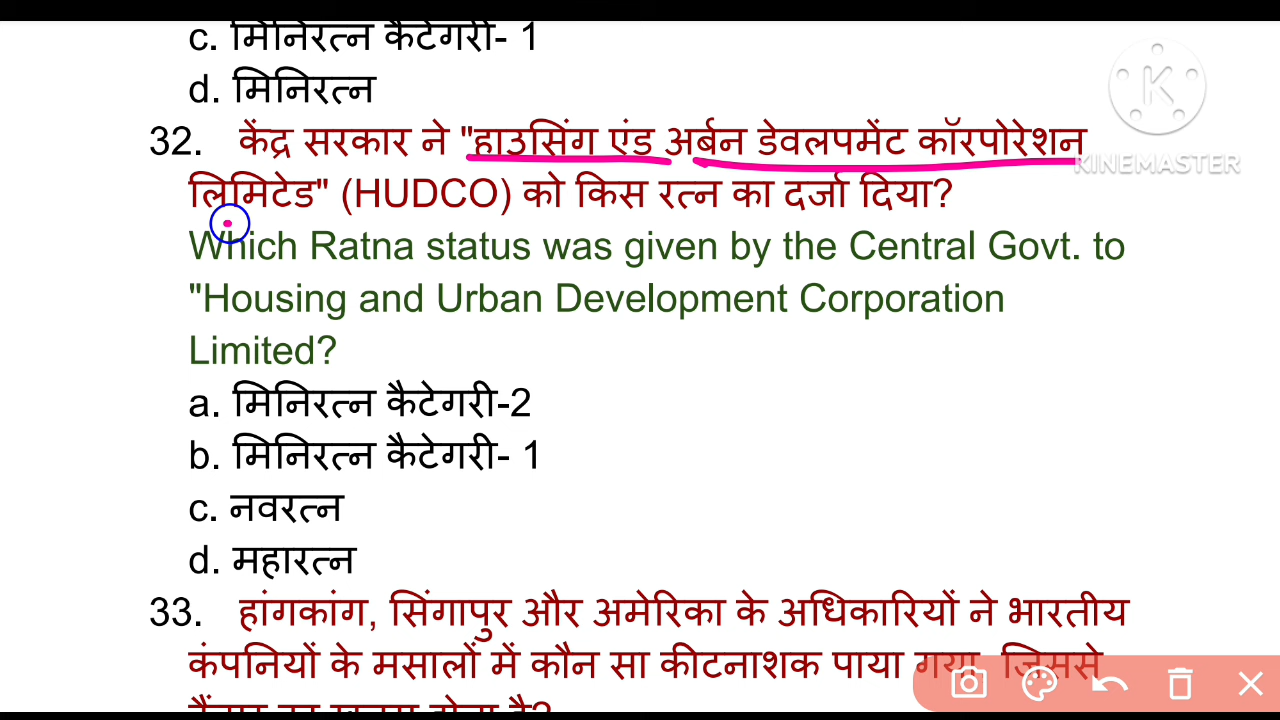 c. मिनिरत्न कैटेगरी- 1
d. मिनिरत्न
32. केंद्र सरकार ने "हाउसिंग एंड अर्बन डेवलपमेंट कॉरपोरेशन
लिमिटेड" (HUDCO) को किस रत्न का दर्जा दिया?
Which Ratna status was given by the Central Govt. to
"Housing and Urban Development Corporation
Limited?
a. मिनिरत्न कैटेगरी-2
b. मिनिरत्न कैटेगरी- 1
c. नवरत्न
d. महारत्न
33. हांगकांग, सिंगापुर और अमेरिका के अधिकारियों ने भारतीय
कंपनियों के मसालों में कौन सा कीटनाशक पाया गया जिससे
K
KINEMASTER